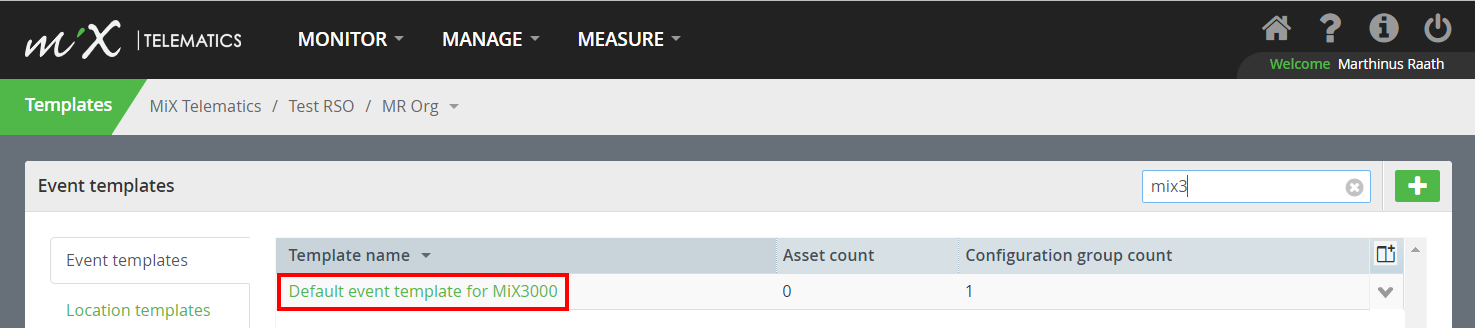 m'X | TELEMATICS MONITOR MANAGE MEASURE
Welcome Marthinus Raath
Templates MiX Telematics / Test RSO / MR Org
Event templates mix3
Event templates
Location templates
Template name Asset count Configuration group count
Default event template for MiX3000 0 1